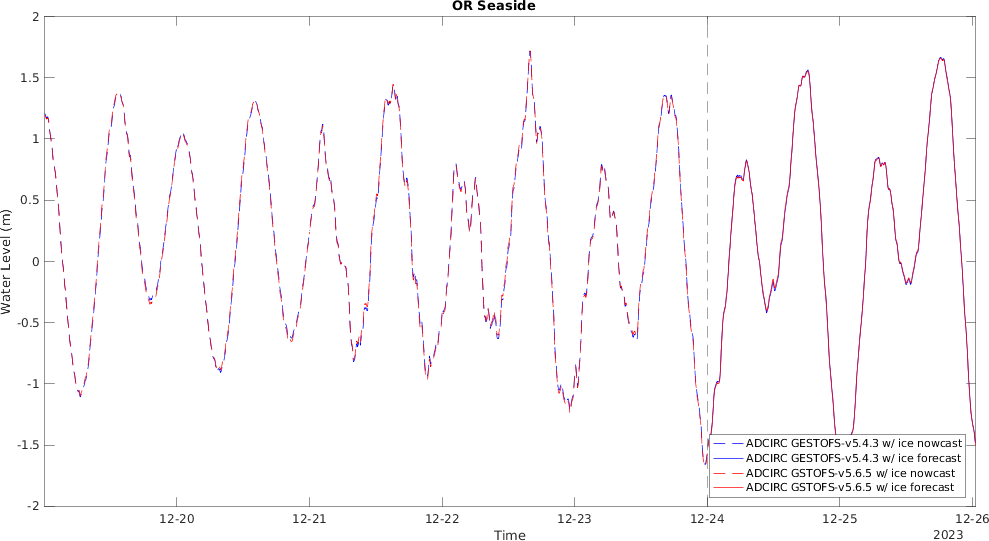 OR Seaside
2
1.5
1
0.5
0
-0.5
-1
-1.5
-2
Water Level (m)
12-20
12-21
12-22
12-23
12-24
12-25
12-26
Time
2023
ADCIRC GESTOFS-v5.4.3 w/ ice nowcast
ADCIRC GESTOFS-v5.4.3 w/ ice forecast
ADCIRC GSTOFS-v5.6.5 w/ ice nowcast
ADCIRC GSTOFS-v5.6.5 w/ ice forecast